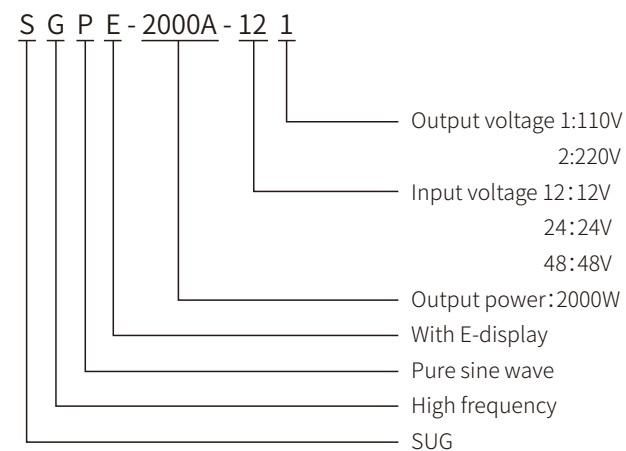 S G P E - 2000A - 12 1
Output voltage 1:110V
2:220V
Input voltage 12：12V
24：24V
48：48V
Output power：2000W
With E-display
Pure sine wave
High frequency
SUG